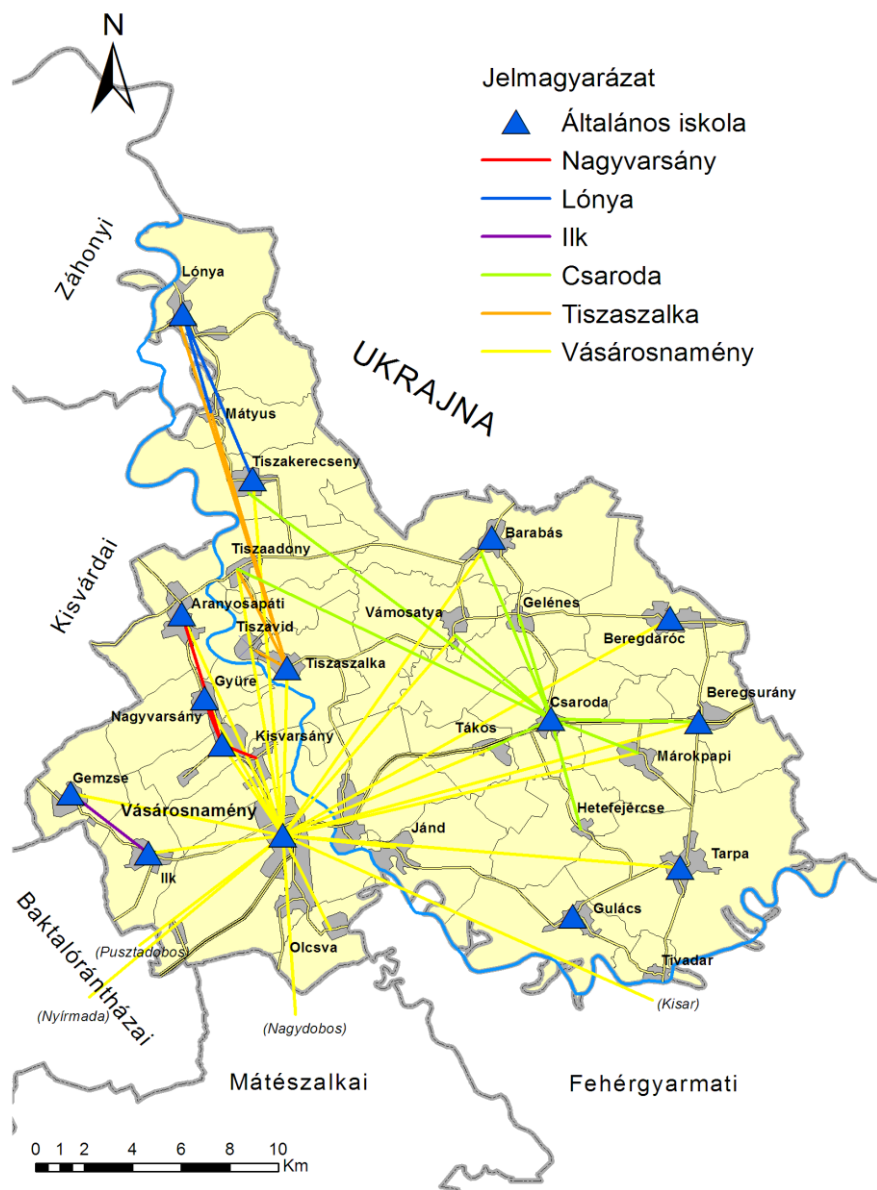 N
Jelmagyarázat
Általános iskola
Nagyvarsány
Lónya
Ilk
Csaroda
Tiszaszalka
Vásárosnamény
Záhonyi
Lónya
UKRAJNA
Mátyus
Tiszakerecseny
Barabás
Kisvárdai
Tiszaadony
Aranyosapáti
Vámosatya
Gelénes
Tiszavid
Beregdaróc
Tiszaszalka
Gyüre
Beregsurány
Nagyvarsány
Csaroda
Kisvarsány
Tákos
Márokpapi
Gemzse
Vásárosnamény
Hetefejércse
Jánd
Tarpa
Ilk
Gulács
Baktalórántházai
(Pusztadobos)
Olcsva
Tivadar
(Nyírmada)
(Nagydobos)
(Kisar)
Mátészalkai
Fehérgyarmati
0 1 2 4 6 8 10
Km